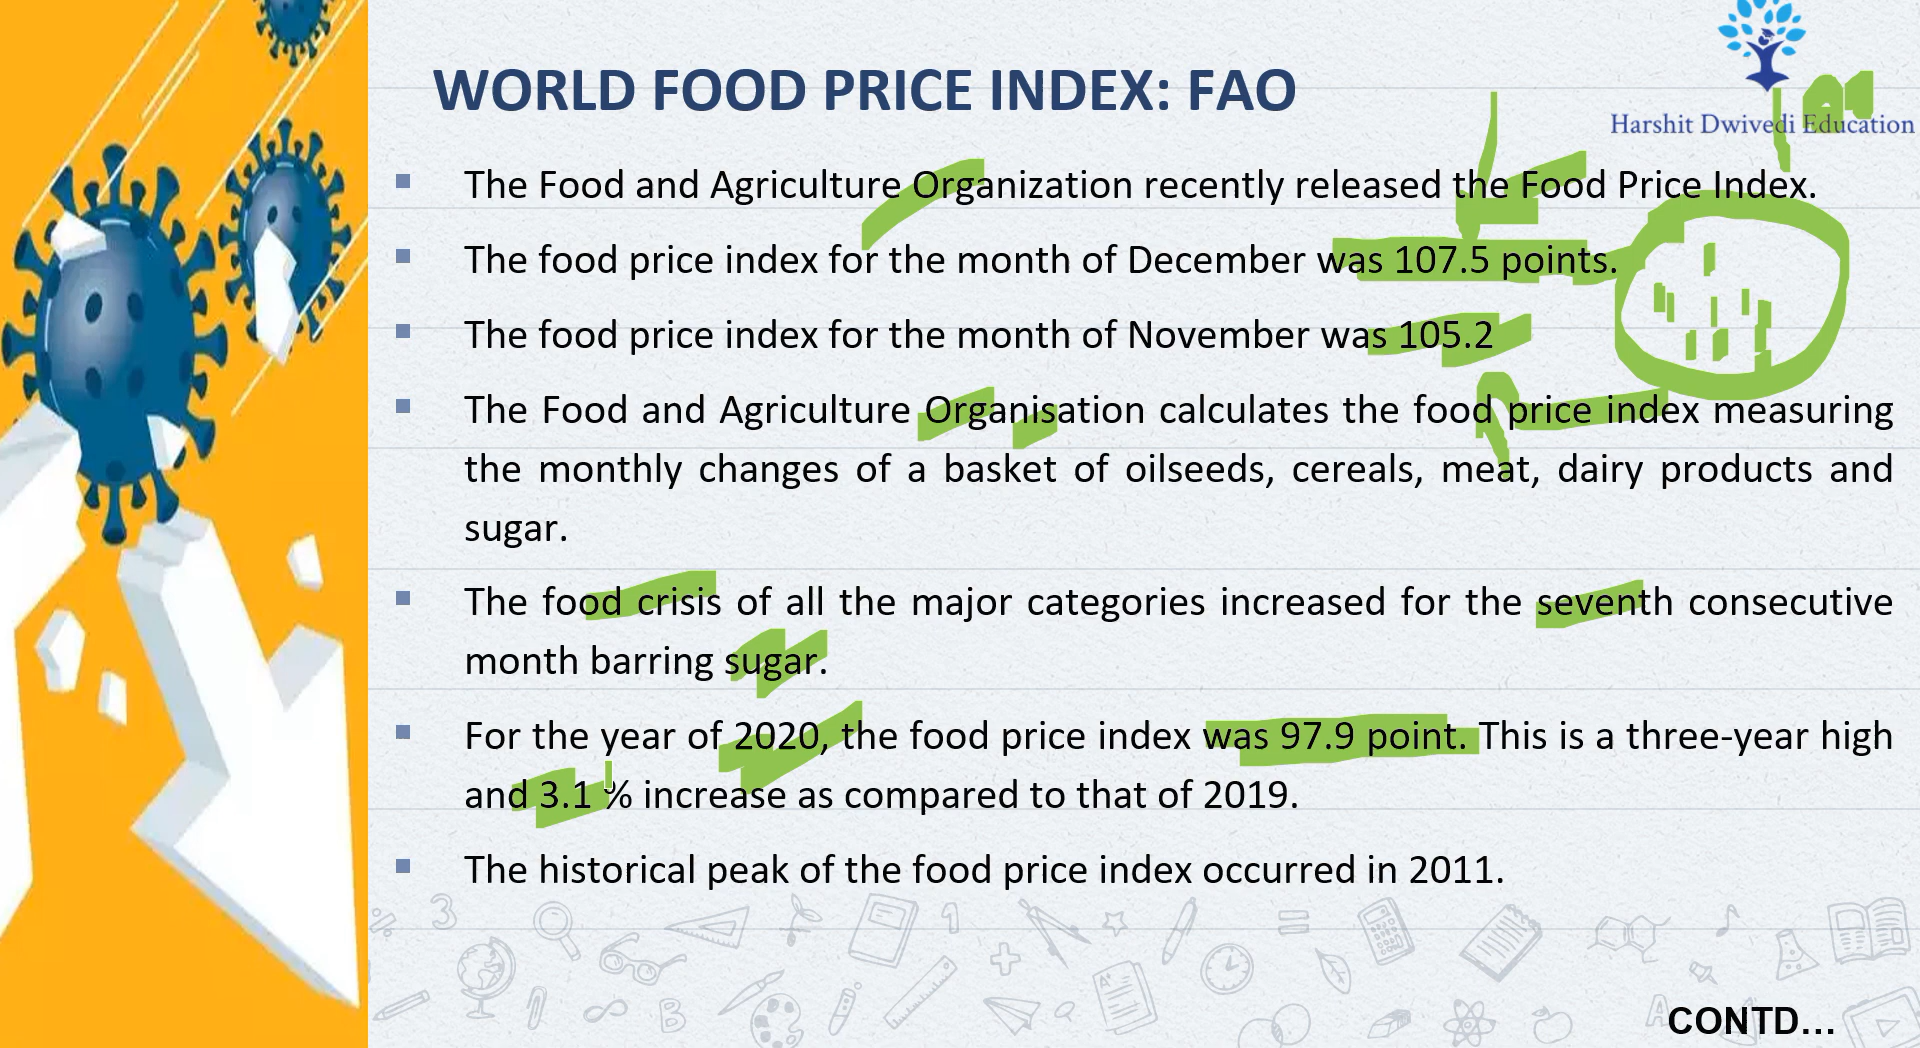 WORLD FOOD PRICE INDEX: FAO
Harshit Dwivedi Education
The Food and Agriculture Organization recently released the Food Price Index.
The food price index for the month of December was 107.5 points.
The food price index for the month of November was 105.2
The Food and Agriculture Organisation calculates the food price index measuring
the monthly changes of a basket of oilseeds, cereals, meat, dairy products and
sugar.
The food crisis of all the major categories increased for the seventh consecutive
month barring sugar.
For the year of 2020, the food price index was 97.9 point. This is a three-year high
and 3.1 % increase as compared to that of 2019.
The historical peak of the food price index occurred in 2011.
CONTD...